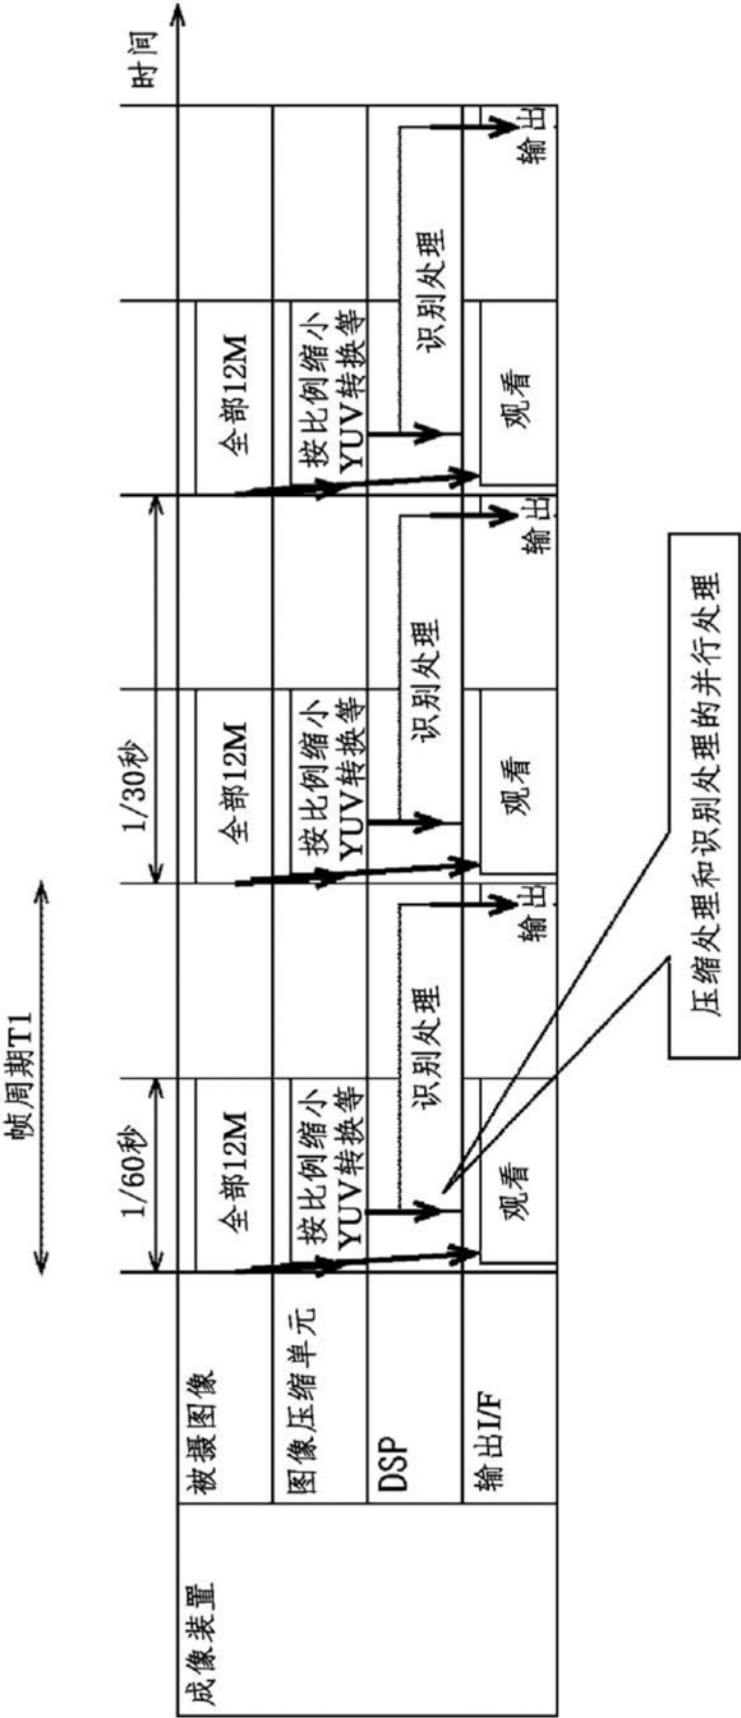 帧周期T1
1/60秒
1/30秒
时间
成像装置
被摄图像
全部12M
全部12M
全部12M
图像压缩单元
按比例缩小
YUV转换等
按比例缩小
YUV转换等
按比例缩小
YUV转换等
DSP
识别处理
识别处理
识别处理
输出I/F
观看
输出
观看
输出
观看
输出
压缩处理和识别处理的并行处理